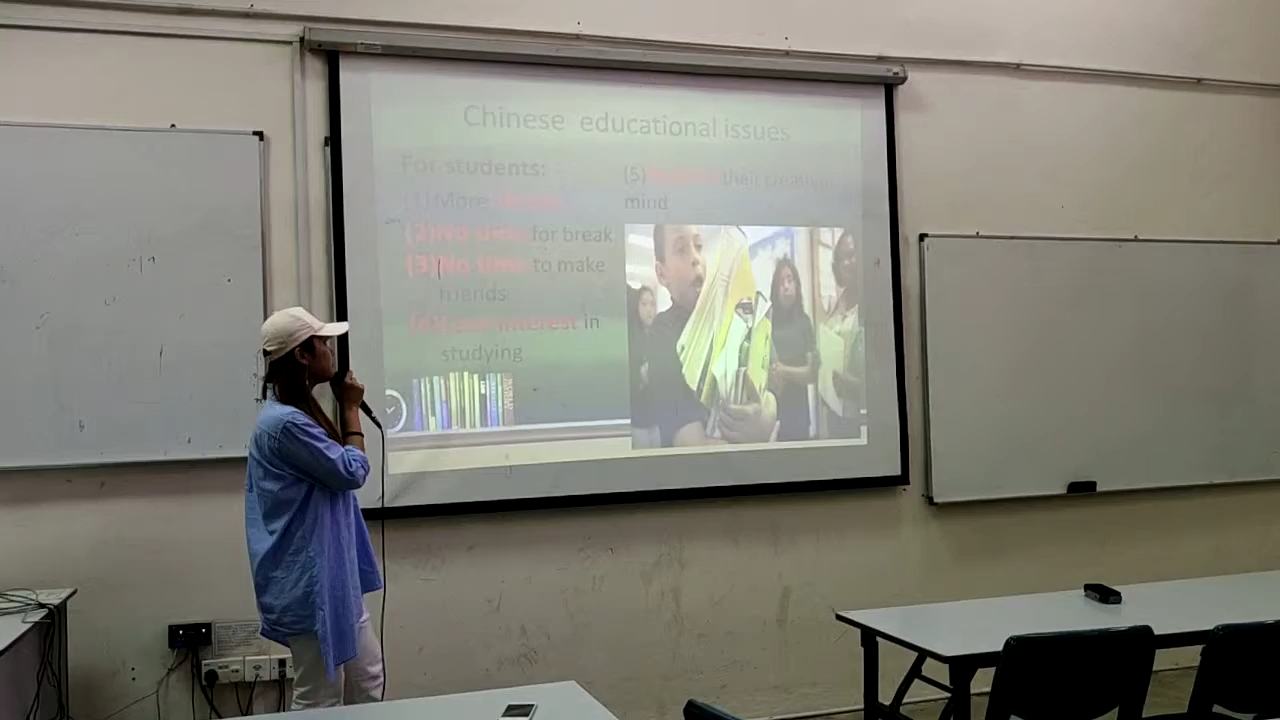 Chinese educational issues
For students:
(1)More
(2)No time for break
(3)No time to make
friends
(4)Less interest in
studying
(5) their creative
mind